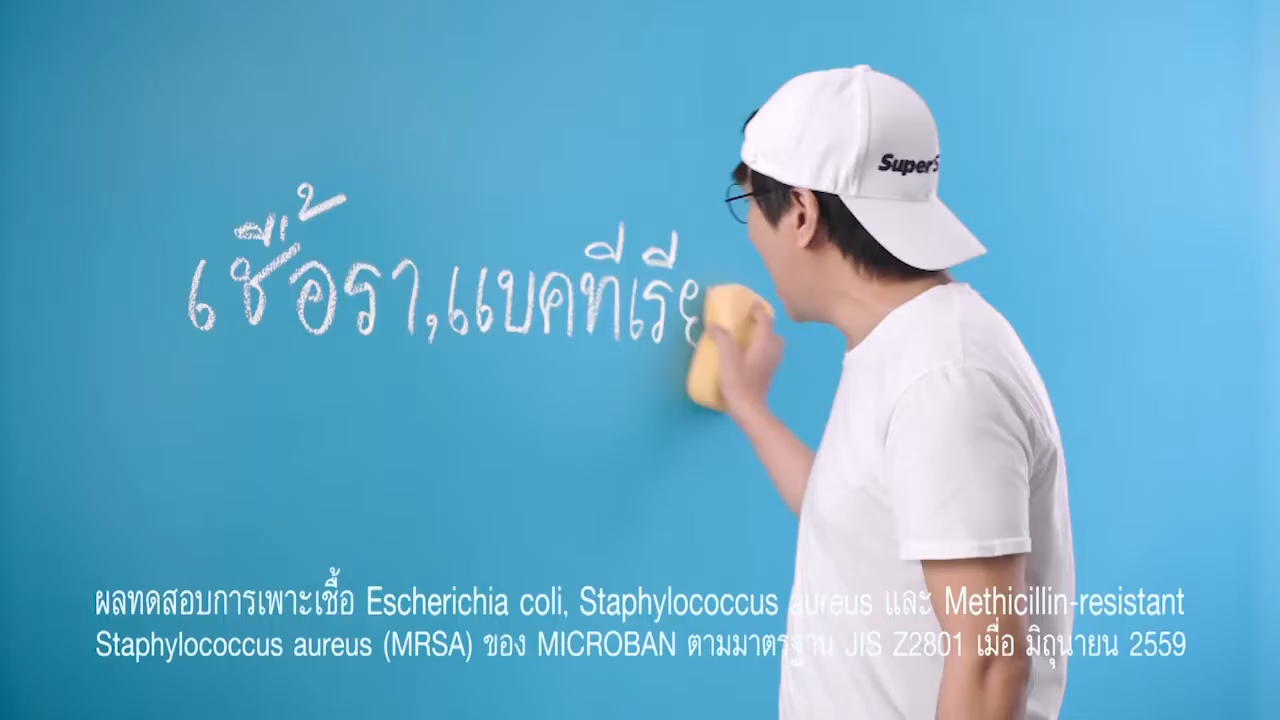 เชื้อรา,แบคทีเรีย
SuperS
ผลทดสอบการเพาะเชื้อ Escherichia coli, Staphylococcus aureus และ Methicillin-resistant
Staphylococcus aureus (MRSA) ของ MICROBAN ตามมาตรฐาน JIS Z2801 เมื่อ มิถุนายน 2559